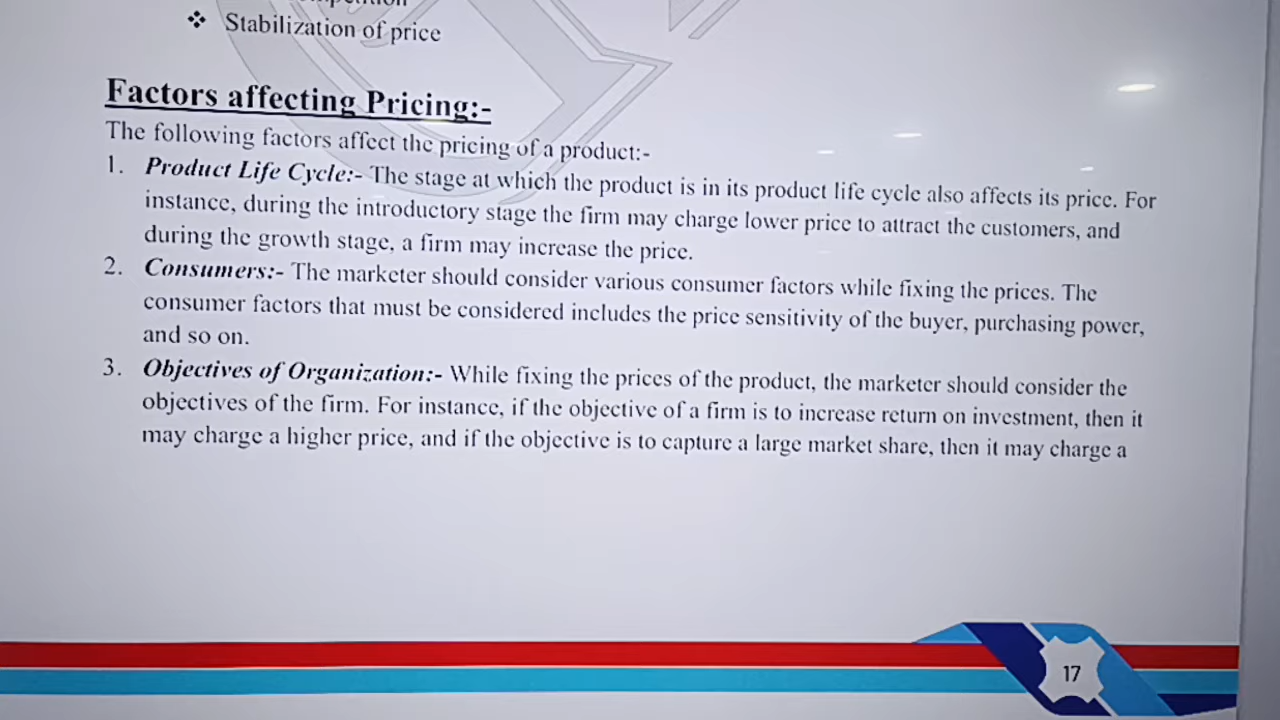 ❖ Stabilization of price
Factors affecting Pricing:-
The following factors affect the pricing of a product:-
1. Product Life Cycle:- The stage at which the product is in its product life cycle also affects its price. For
instance, during the introductory stage the firm may charge lower price to attract the customers, and
during the growth stage, a firm may increase the price.
2. Consumers:- The marketer should consider various consumer factors while fixing the prices. The
consumer factors that must be considered includes the price sensitivity of the buyer, purchasing power,
and so on.
3. Objectives of Organization:- While fixing the prices of the product, the marketer should consider the
objectives of the firm. For instance, if the objective of a firm is to increase return on investment, then it
may charge a higher price, and if the objective is to capture a large market share, then it may charge a
17